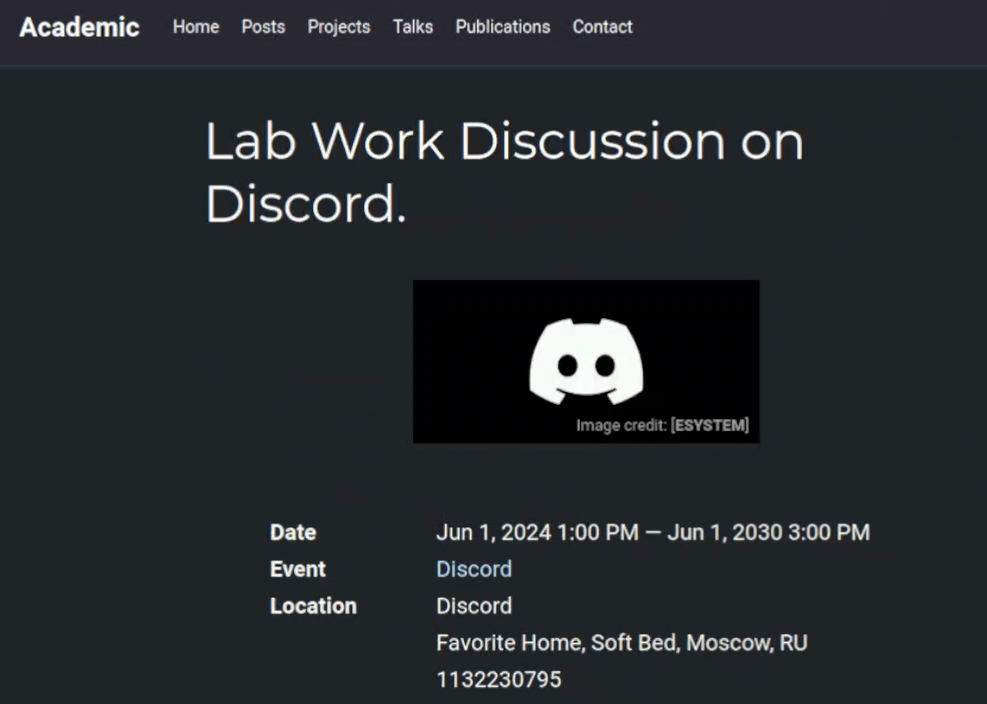 Academic Home Posts Projects Talks Publications Contact
Lab Work Discussion on
Discord.
Image credit: [ESYSTEM]
Date Jun 1, 2024 1:00 PM — Jun 1, 2030 3:00 PM
Event Discord
Location Discord
Favorite Home, Soft Bed, Moscow, RU
1132230795